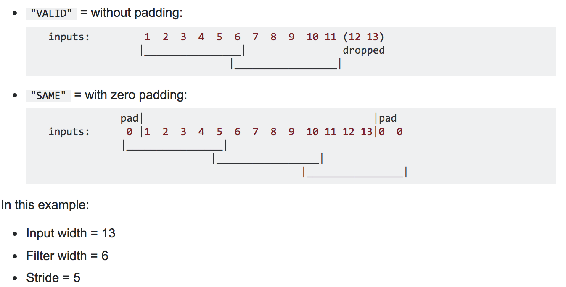 "VALID" = without padding:
inputs: 1 2 3 4 5 6 7 8 9 10 11 (12 13)
|________________| dropped
|_________________|
"SAME" = with zero padding:
pad| |pad
inputs: 0 |1 2 3 4 5 6 7 8 9 10 11 12 13|0 0
|________________|
|_________________|
|________________|
In this example:
Input width = 13
Filter width = 6
Stride = 5